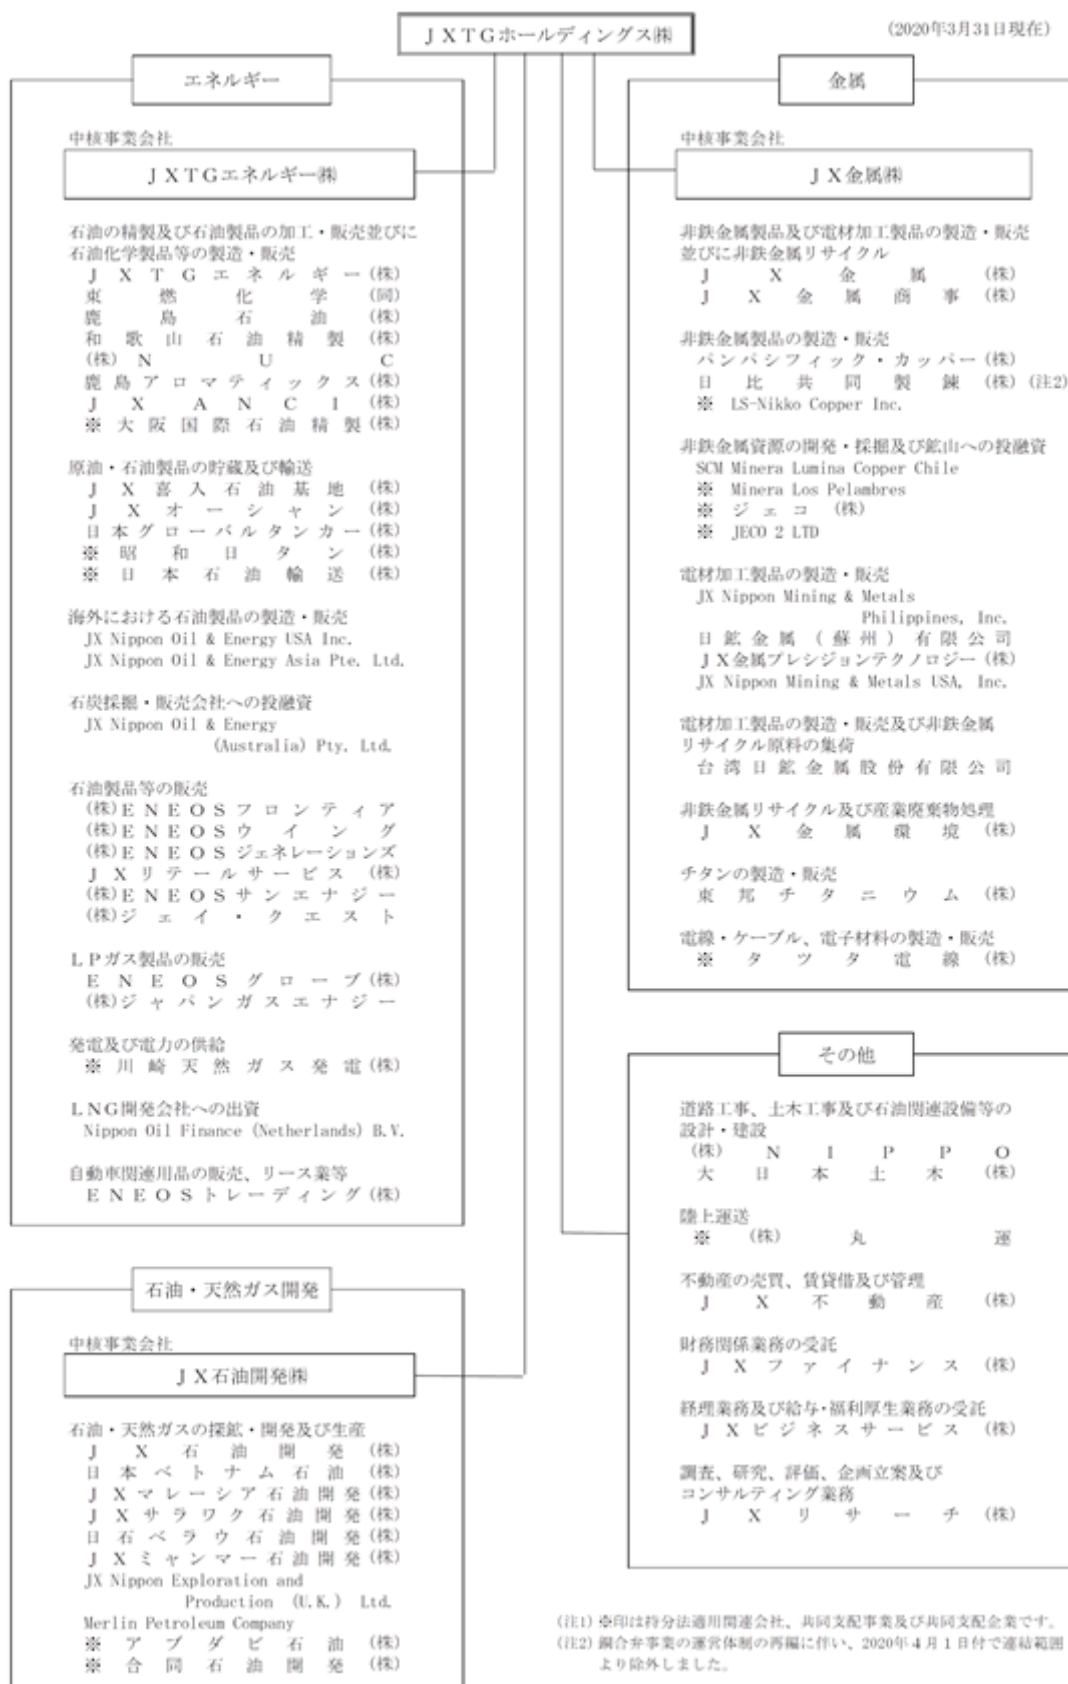 JXTGホールディングス㈱
(2020年3月31日現在)
エネルギー
中核事業会社
JXTGエネルギー㈱
石油の精製及び石油製品の加工・販売並びに
石油化学製品等の製造・販売
JXTGエネルギー(株)
東燃化学(同)
鹿島石油(株)
和歌山石油精製(株)
(株)NUC
鹿島アロマティックス(株)
JX ANCI(株)
※大阪国際石油精製(株)
原油・石油製品の貯蔵及び輸送
JX喜入石油基地(株)
JXオーシャン(株)
日本グローバルタンカー(株)
※昭和日タン(株)
※日本石油輸送(株)
海外における石油製品の製造・販売
JX Nippon Oil & Energy USA Inc.
JX Nippon Oil & Energy Asia Pte. Ltd.
石炭採掘・販売会社への投融資
JX Nippon Oil & Energy
(Australia) Pty. Ltd.
石油製品等の販売
(株)ENEOSフロンティア
(株)ENEOSウイング
(株)ENEOSジェネレーションズ
JXリテールサービス(株)
(株)ENEOSサンエナジー
(株)ジェイ・クエスト
LPガス製品の販売
ENEOSグローブ(株)
(株)ジャパンガスエナジー
発電及び電力の供給
※川崎天然ガス発電(株)
LNG開発会社への出資
Nippon Oil Finance (Netherlands) B.V.
自動車関連用品の販売、リース業等
ENEOSトレーディング(株)
石油・天然ガス開発
中核事業会社
JX石油開発㈱
石油・天然ガスの探鉱・開発及び生産
JX石油開発(株)
日本ベトナム石油(株)
JXマレーシア石油開発(株)
JXサラワク石油開発(株)
日石ベラウ石油開発(株)
JXミャンマー石油開発(株)
JX Nippon Exploration and
Production (U.K.) Ltd.
Merlin Petroleum Company
※アブダビ石油(株)
※合同石油開発(株)
金属
中核事業会社
JX金属㈱
非鉄金属製品及び電材加工製品の製造・販売
並びに非鉄金属リサイクル
JX金属(株)
JX金属商事(株)
非鉄金属製品の製造・販売
パンパシフィック・カッパー(株)
日比共同製錬(株)(注2)
※ LS-Nikko Copper Inc.
非鉄金属資源の開発・採掘及び鉱山への投融資
SCM Minera Lumina Copper Chile
※ Minera Los Pelambres
※ ジェコ(株)
※ JECO 2 LTD
電材加工製品の製造・販売
JX Nippon Mining & Metals
Philippines, Inc.
日鉱金属(蘇州)有限公司
JX金属プレシジョンテクノロジー(株)
JX Nippon Mining & Metals USA, Inc.
電材加工製品の製造・販売及び非鉄金属
リサイクル原料の集荷
台湾日鉱金属股份有限公司
非鉄金属リサイクル及び産業廃棄物処理
JX金属環境(株)
チタンの製造・販売
東邦チタニウム(株)
電線・ケーブル、電子材料の製造・販売
※タツタ電線(株)
その他
道路工事、土木工事及び石油関連設備等の
設計・建設
(株)NIPPO
大日本土木(株)
陸上運送
※(株)丸運
不動産の売買、賃貸借及び管理
JX不動産(株)
財務関係業務の受託
JXファイナンス(株)
経理業務及び給与・福利厚生業務の受託
JXビジネスサービス(株)
調査、研究、評価、企画立案及び
コンサルティング業務
JXリサーチ(株)
(注1) ※印は持分法適用関連会社、共同支配事業及び共同支配企業です。
(注2) 銅合弁事業の運営体制の再編に伴い、2020年4月1日付で連結範囲
より除外しました。